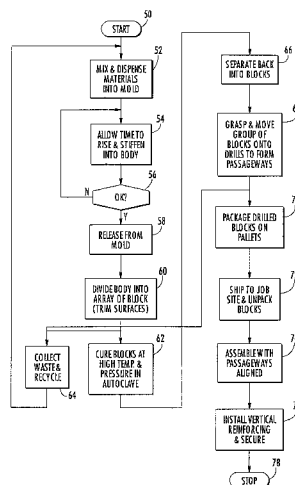 START
50
MIX & DISPENSE
MATERIALS
INTO MOLD
52
ALLOW TIME TO
RISE & STIFFEN
INTO BODY
54
OK?
56
N
Y
RELEASE FROM
MOLD
58
DIVIDE BODY INTO
ARRAY OF BLOCK
(TRIM SURFACES)
60
COLLECT
WASTE &
RECYCLE
64
CURE BLOCKS AT
HIGH TEMP. &
PRESSURE IN
AUTOCLAVE
62
SEPARATE BACK
INTO BLOCKS
66
GRASP & MOVE
GROUP OF
BLOCKS ONTO
DRILLS TO FORM
PASSAGEWAYS
PACKAGE DRILLED
BLOCKS ON
PALLETS
SHIP TO JOB
SITE & UNPACK
BLOCKS
ASSEMBLE WITH
PASSAGEWAYS
ALIGNED
INSTALL VERTICAL
REINFORCING
& SECURE
STOP
78